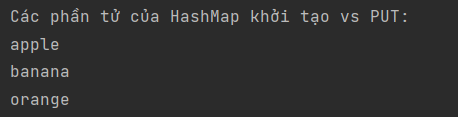 Các phần tử của HashMap khởi tạo vs PUT:
apple
banana
orange